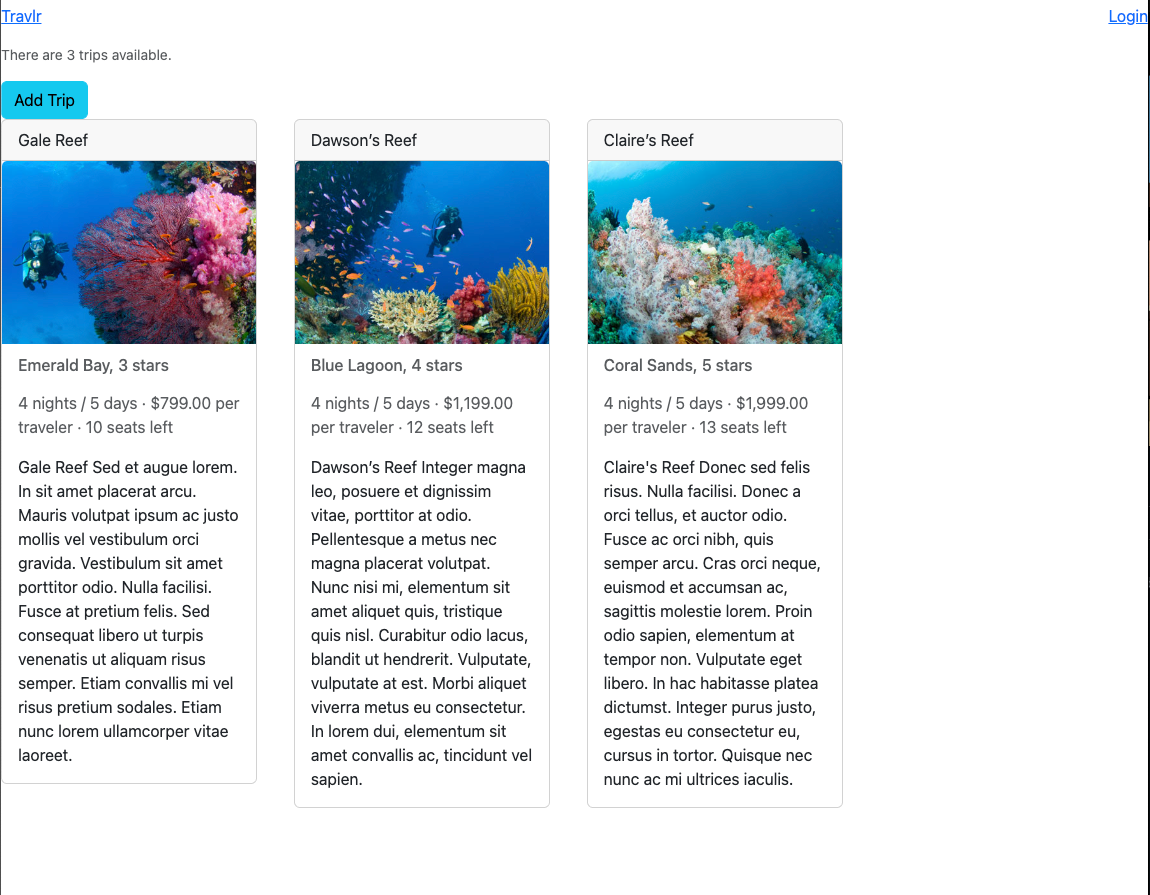 Travlr
Login
There are 3 trips available.
Add Trip
Gale Reef
Emerald Bay, 3 stars
4 nights / 5 days · $799.00 per
traveler · 10 seats left
Gale Reef Sed et augue lorem.
In sit amet placerat arcu.
Mauris volutpat ipsum ac justo
mollis vel vestibulum orci
gravida. Vestibulum sit amet
porttitor odio. Nulla facilisi.
Fusce at pretium felis. Sed
consequat libero ut turpis
venenatis ut aliquam risus
semper. Etiam convallis mi vel
risus pretium sodales. Etiam
nunc lorem ullamcorper vitae
laoreet.
Dawson’s Reef
Blue Lagoon, 4 stars
4 nights / 5 days · $1,199.00
per traveler · 12 seats left
Dawson’s Reef Integer magna
leo, posuere et dignissim
vitae, porttitor at odio.
Pellentesque a metus nec
magna placerat volutpat.
Nunc nisi mi, elementum sit
amet aliquet quis, tristique
quis nisl. Curabitur odio lacus,
blandit ut hendrerit. Vulputate,
vulputate at est. Morbi aliquet
viverra metus eu consectetur.
In lorem dui, elementum sit
amet convallis ac, tincidunt vel
sapien.
Claire’s Reef
Coral Sands, 5 stars
4 nights / 5 days · $1,999.00
per traveler · 13 seats left
Claire's Reef Donec sed felis
risus. Nulla facilisi. Donec a
orci tellus, et auctor odio.
Fusce ac orci nibh, quis
semper arcu. Cras orci neque,
euismod et accumsan ac,
sagittis molestie lorem. Proin
odio sapien, elementum at
tempor non. Vulputate eget
libero. In hac habitasse platea
dictumst. Integer purus justo,
egestas eu consectetur eu,
cursus in tortor. Quisque nec
nunc ac mi ultrices iaculis.